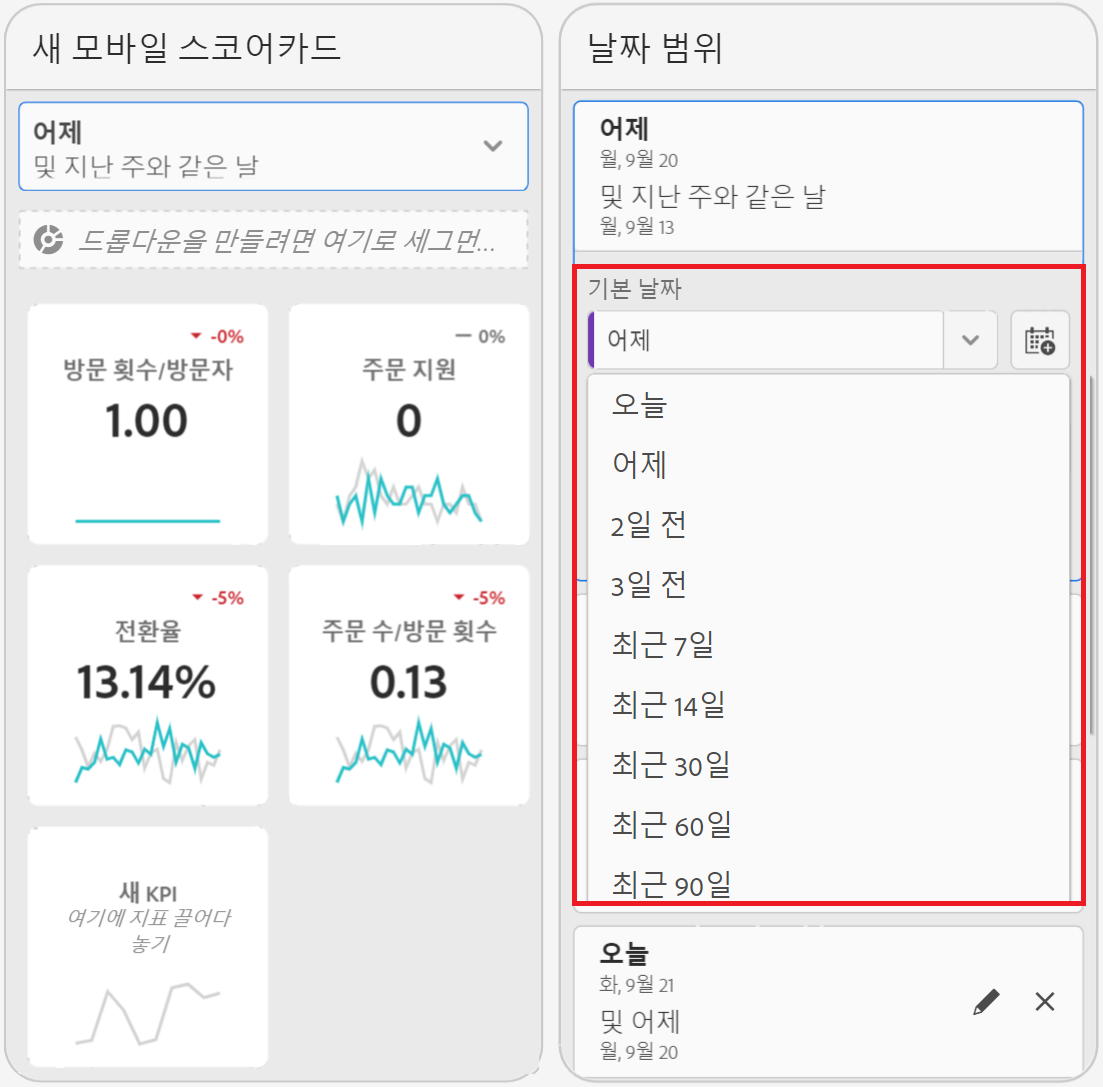 새 모바일 스코어카드
어제
및 지난 주와 같은 날
드롭다운을 만들려면 여기로 세그먼...
-0%
방문 횟수/방문자
1.00
0%
주문 지원
0
-5%
전환율
13.14%
-5%
주문 수/방문 횟수
0.13
새 KPI
여기에 지표 끌어다
놓기
날짜 범위
어제
월, 9월 20
및 지난 주와 같은 날
월, 9월 13
기본 날짜
어제
오늘
어제
2일 전
3일 전
최근 7일
최근 14일
최근 30일
최근 60일
최근 90일
오늘
화, 9월 21
및 어제
월, 9월 20